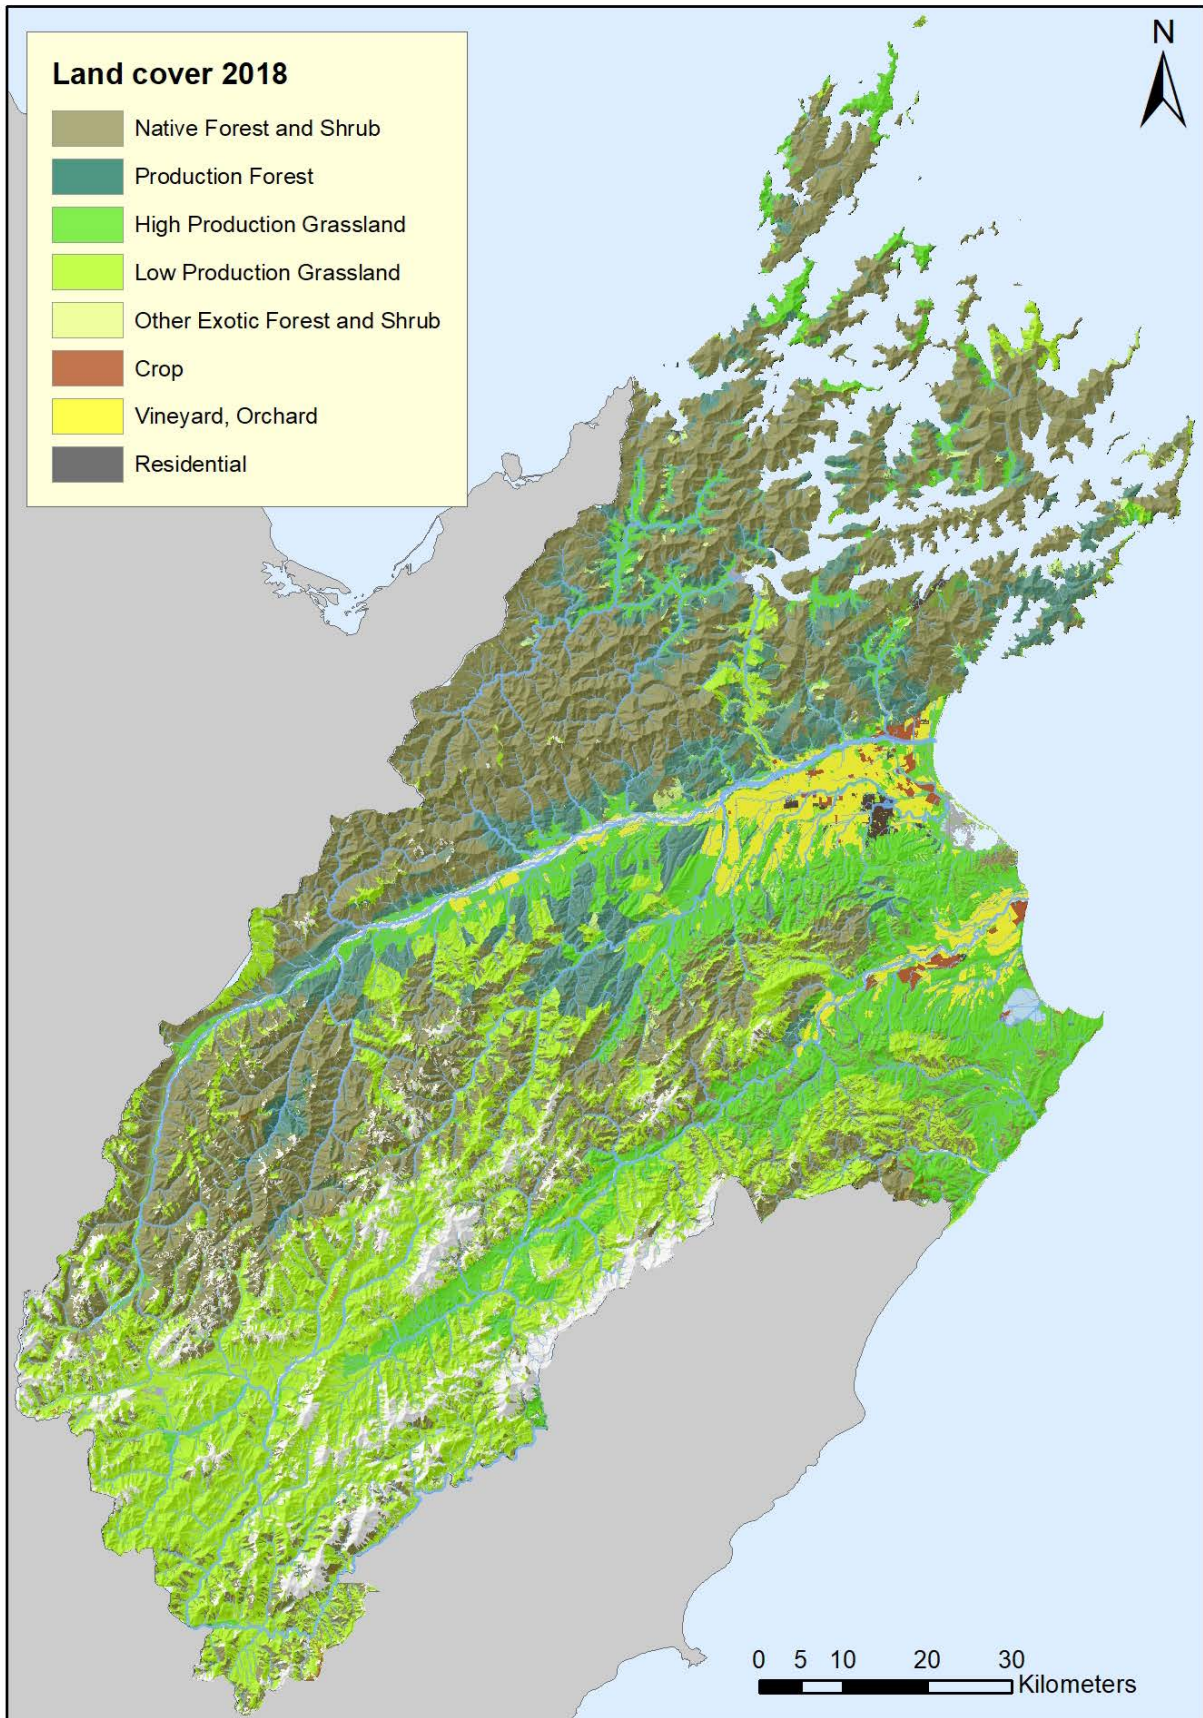 Land cover 2018
Native Forest and Shrub
Production Forest
High Production Grassland
Low Production Grassland
Other Exotic Forest and Shrub
Crop
Vineyard, Orchard
Residential
N
0 5 10 20 30
Kilometers